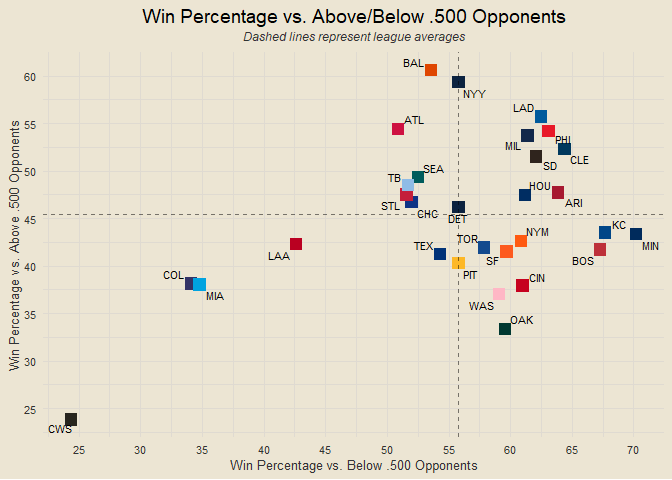 Win Percentage vs. Above/Below .500 Opponents
Dashed lines represent league averages
Win Percentage vs. Above .500 Opponents
60
55
50
45
40
35
30
25
BAL
NYY
ATL
LAD
MIL
PHI
SD
CLE
SEA
TB
STL
CHC
DET
HOU
ARI
KC
MIN
BOS
NYM
TOR
SF
TEX
PIT
LAA
CIN
WAS
OAK
COL
MIA
CWS
25
30
35
40
45
50
55
60
65
70
Win Percentage vs. Below .500 Opponents